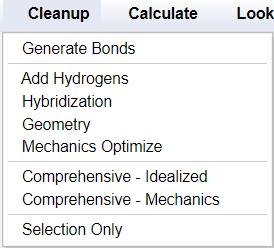 Cleanup Calculate Look
Generate Bonds
Add Hydrogens
Hybridization
Geometry
Mechanics Optimize
Comprehensive - Idealized
Comprehensive - Mechanics
Selection Only